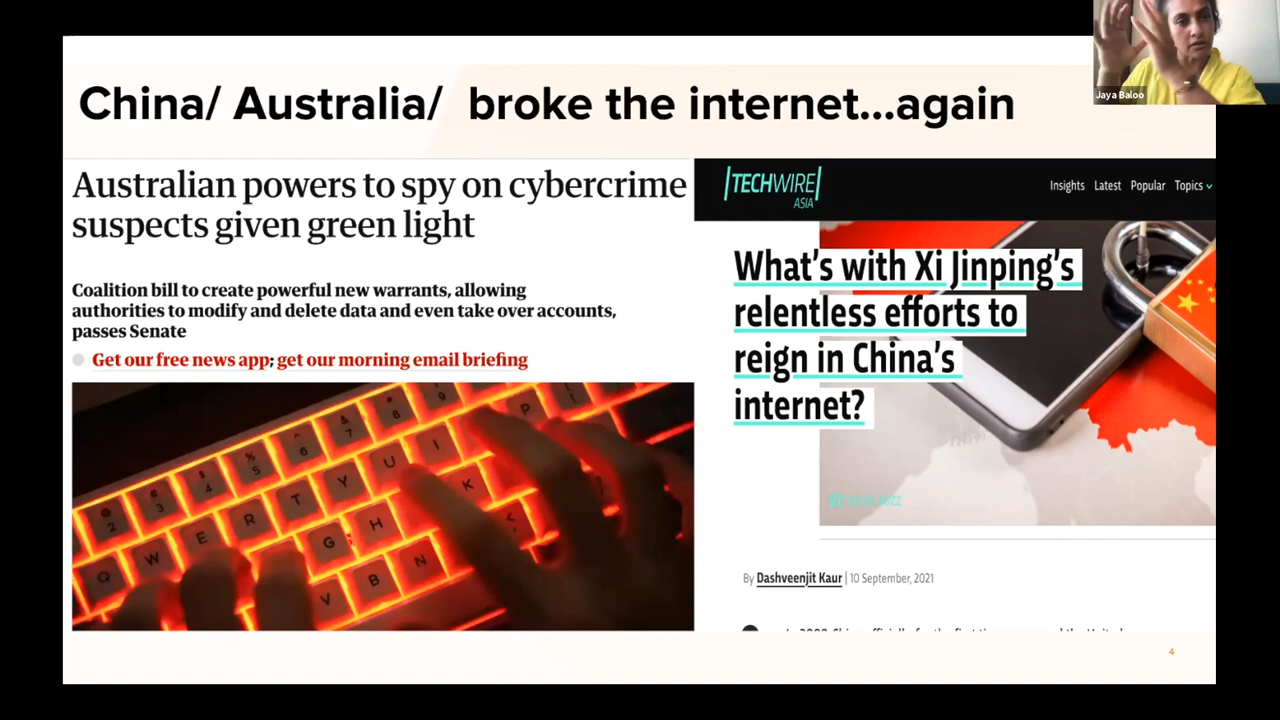 China/ Australia/ broke the internet...again
Jaya Baloo
Australian powers to spy on cybercrime
suspects given green light
Coalition bill to create powerful new warrants, allowing
authorities to modify and delete data and even take over accounts,
passes Senate
Get our free news app; get our morning email briefing
TECHWIRE
ASIA
Insights Latest Popular Topics
What's with Xi Jinping's
relentless efforts to
reign in China's
internet?
By Dashveenjit Kaur | 10 September, 2021
4